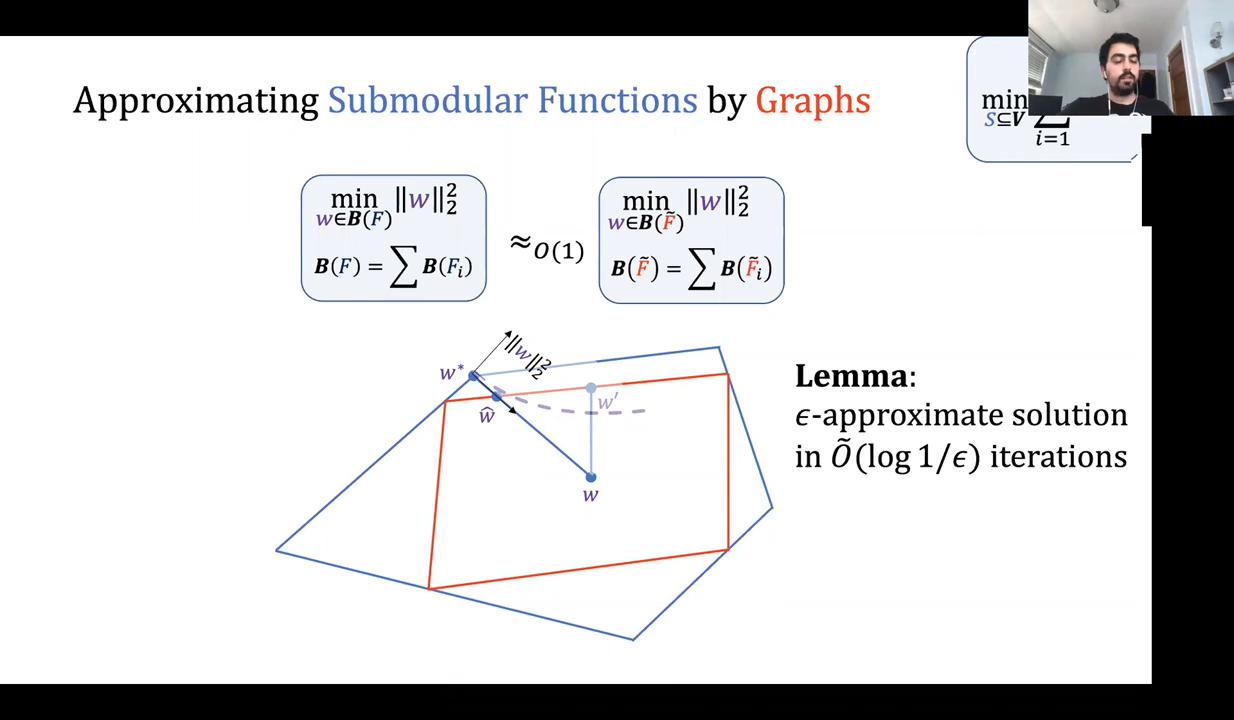 Approximating Submodular Functions by Graphs
min
S⊆V
∑
i=1
min ‖w‖₂²
w∈B(F)
B(F) = ∑ B(Fᵢ)
≈O(1)
min ‖w‖₂²
w∈B(F̃)
B(F̃) = ∑ B(F̃ᵢ)
‖w‖₂²
w*
ŵ
w′
w
Lemma:
ϵ-approximate solution
in Õ(log 1/ϵ) iterations